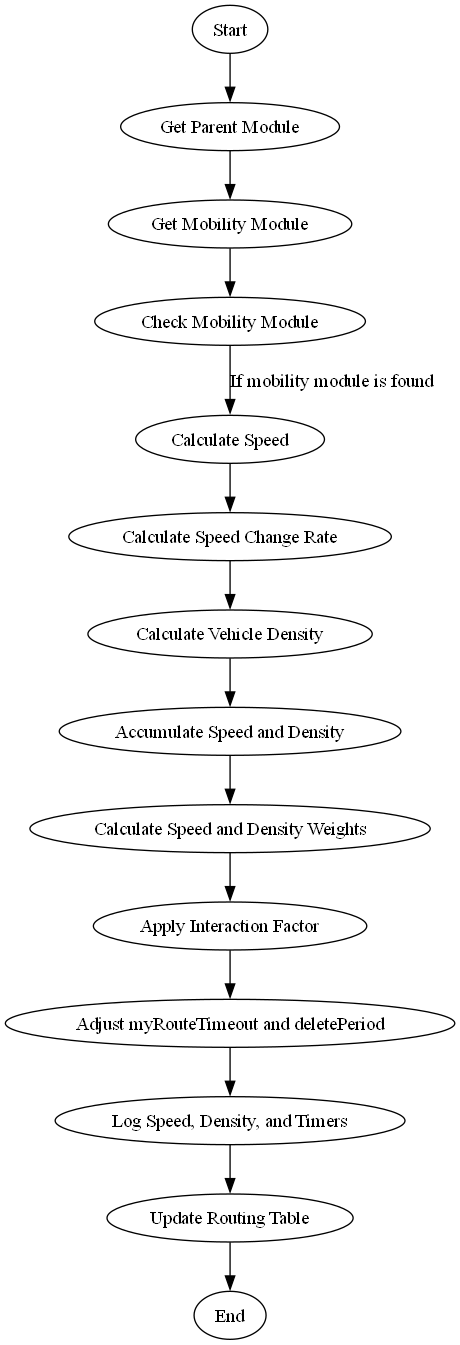 Start
Get Parent Module
Get Mobility Module
Check Mobility Module
If mobility module is found
Calculate Speed
Calculate Speed Change Rate
Calculate Vehicle Density
Accumulate Speed and Density
Calculate Speed and Density Weights
Apply Interaction Factor
Adjust myRouteTimeout and deletePeriod
Log Speed, Density, and Timers
Update Routing Table
End